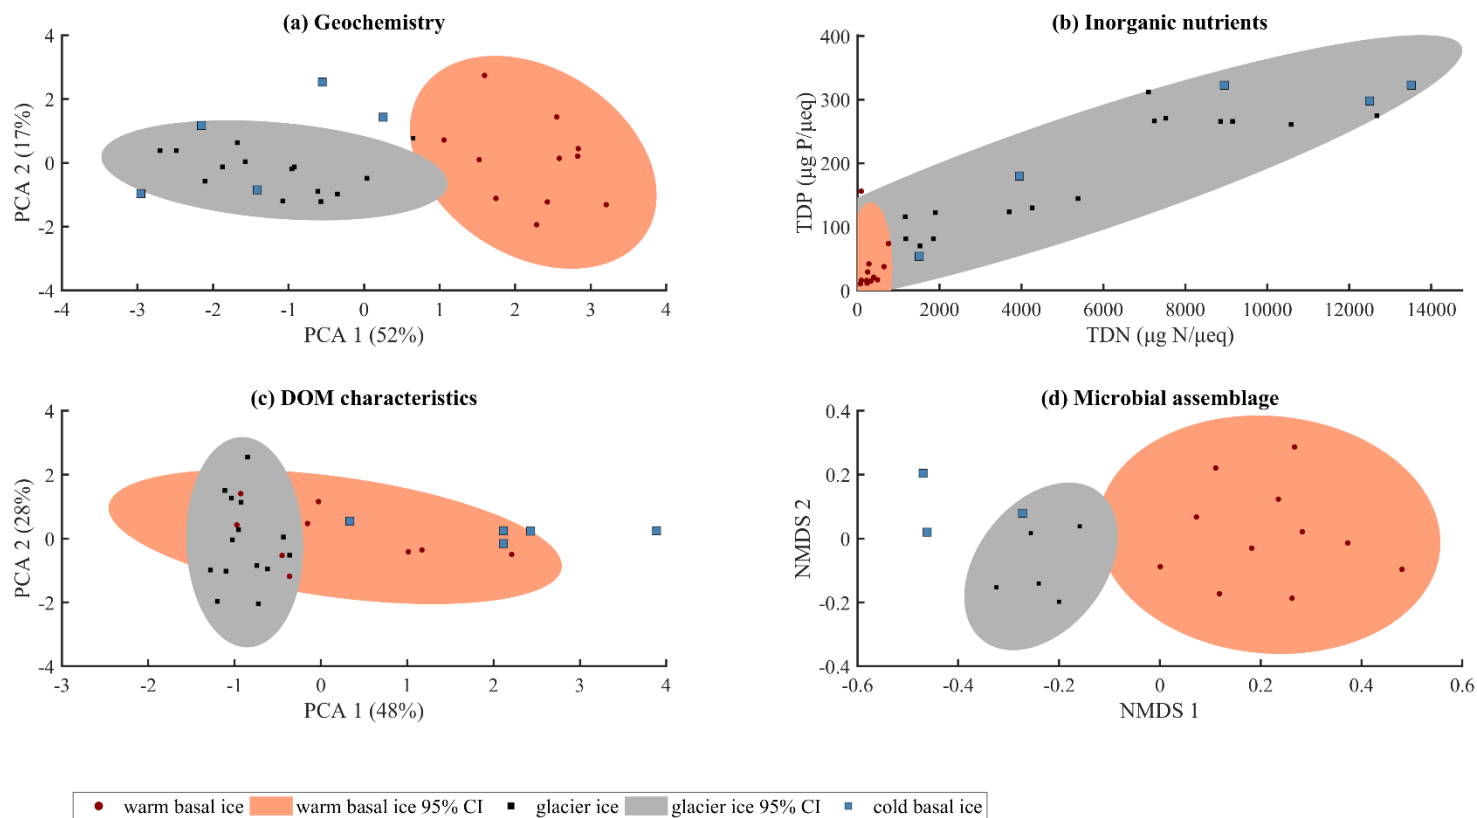 (a) Geochemistry
4
2
0
-2
-4
PCA 2 (17%)
-4 -3 -2 -1 0 1 2 3 4
PCA 1 (52%)
(b) Inorganic nutrients
400
300
200
100
0
TDP (µg P/µeq)
0 2000 4000 6000 8000 10000 12000 14000
TDN (µg N/µeq)
(c) DOM characteristics
4
2
0
-2
-4
PCA 2 (28%)
-3 -2 -1 0 1 2 3 4
PCA 1 (48%)
(d) Microbial assemblage
0.4
0.2
0
-0.2
-0.4
NMDS 2
-0.6 -0.4 -0.2 0 0.2 0.4 0.6
NMDS 1
warm basal ice warm basal ice 95% CI glacier ice glacier ice 95% CI cold basal ice